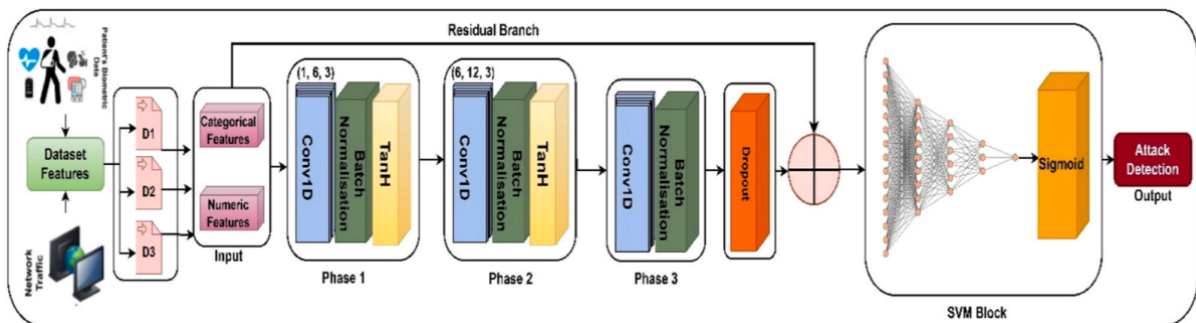 Residual Branch
Patient's Biometric
Data
Dataset
Features
Network
Traffic
D1
D2
D3
Categorical
Features
Numeric
Features
Input
(1, 6, 3)
Conv1D
Batch
Normalisation
TanH
Phase 1
(6, 12, 3)
Conv1D
Batch
Normalisation
TanH
Phase 2
Conv1D
Batch
Normalisation
Phase 3
Dropout
Sigmoid
SVM Block
Attack
Detection
Output